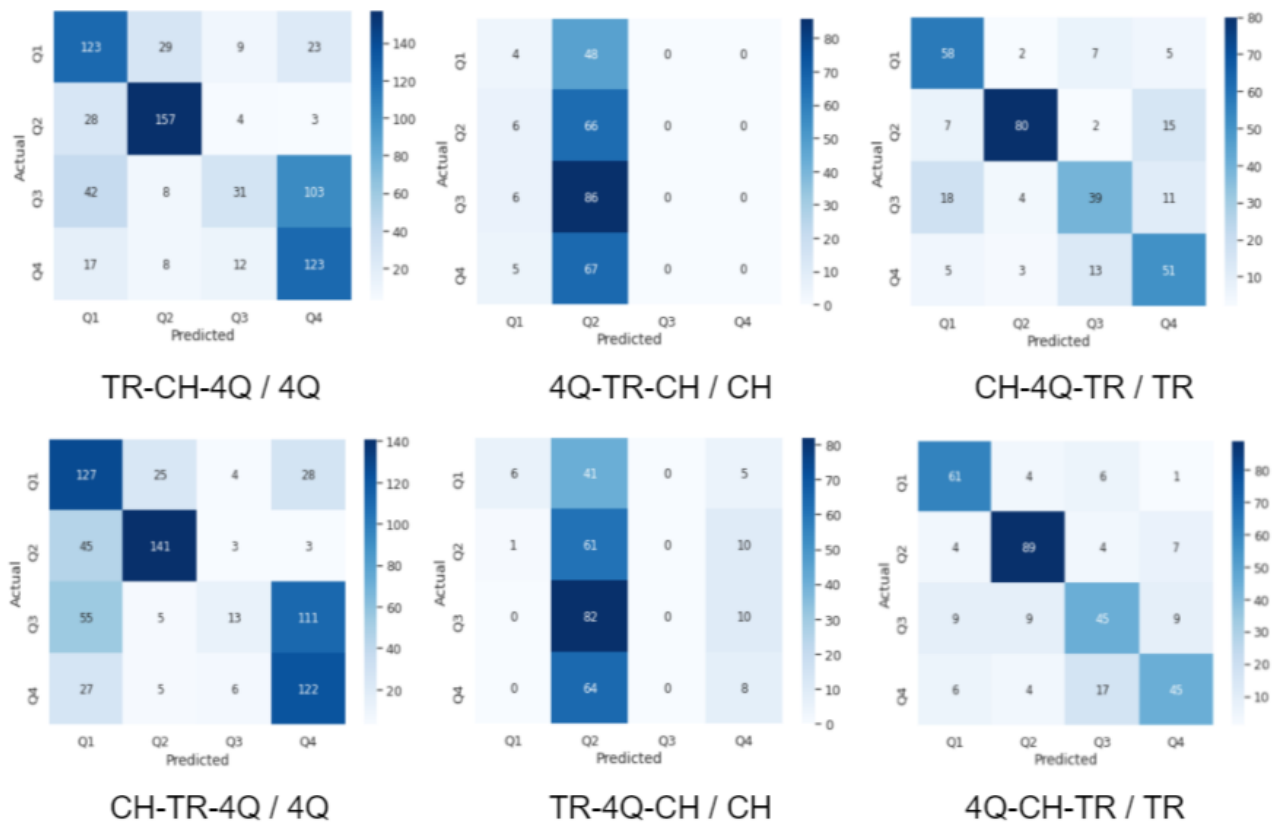 Q1 123 29 9 23
Q2 28 157 4 3
Q3 42 8 31 103
Q4 17 8 12 123
Actual
Q1 Q2 Q3 Q4
Predicted
140
120
100
80
60
40
20
TR-CH-4Q / 4Q
Q1 4 48 0 0
Q2 6 66 0 0
Q3 6 86 0 0
Q4 5 67 0 0
Actual
Q1 Q2 Q3 Q4
Predicted
80
70
60
50
40
30
20
10
0
4Q-TR-CH / CH
Q1 58 2 7 5
Q2 7 80 2 15
Q3 18 4 39 11
Q4 5 3 13 51
Actual
Q1 Q2 Q3 Q4
Predicted
80
70
60
50
40
30
20
10
CH-4Q-TR / TR
Q1 127 25 4 28
Q2 45 141 3 3
Q3 55 5 13 111
Q4 27 5 6 122
Actual
Q1 Q2 Q3 Q4
Predicted
140
120
100
80
60
40
20
CH-TR-4Q / 4Q
Q1 6 41 0 5
Q2 1 61 0 10
Q3 0 82 0 10
Q4 0 64 0 8
Actual
Q1 Q2 Q3 Q4
Predicted
80
70
60
50
40
30
20
10
0
TR-4Q-CH / CH
Q1 61 4 6 1
Q2 4 89 4 7
Q3 9 9 45 9
Q4 6 4 17 45
Actual
Q1 Q2 Q3 Q4
Predicted
80
70
60
50
40
30
20
10
4Q-CH-TR / TR